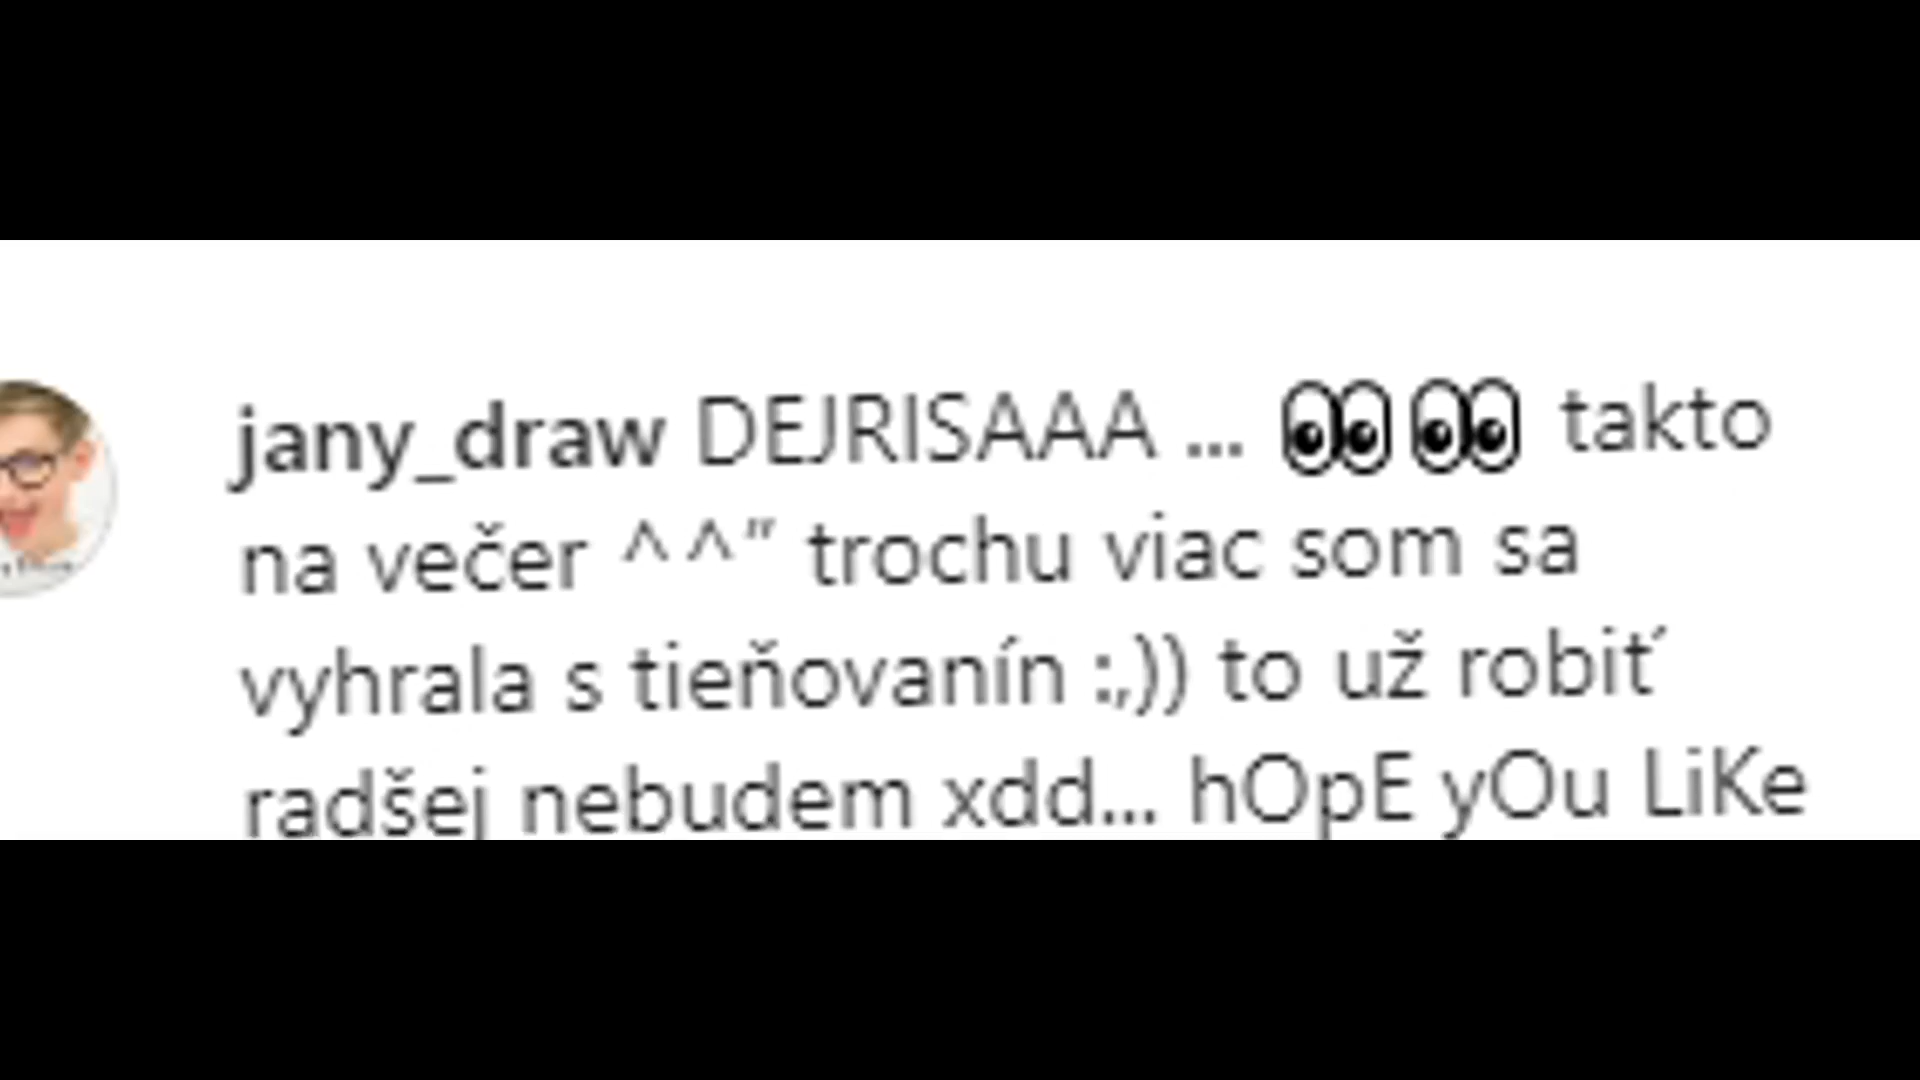 jany_draw DEJRISAAA ... 👀👀 takto
na večer ^^" trochu viac som sa
vyhrala s tieňovanín :,)) to už robiť
radšej nebudem xdd... hOpE yOu LiKe